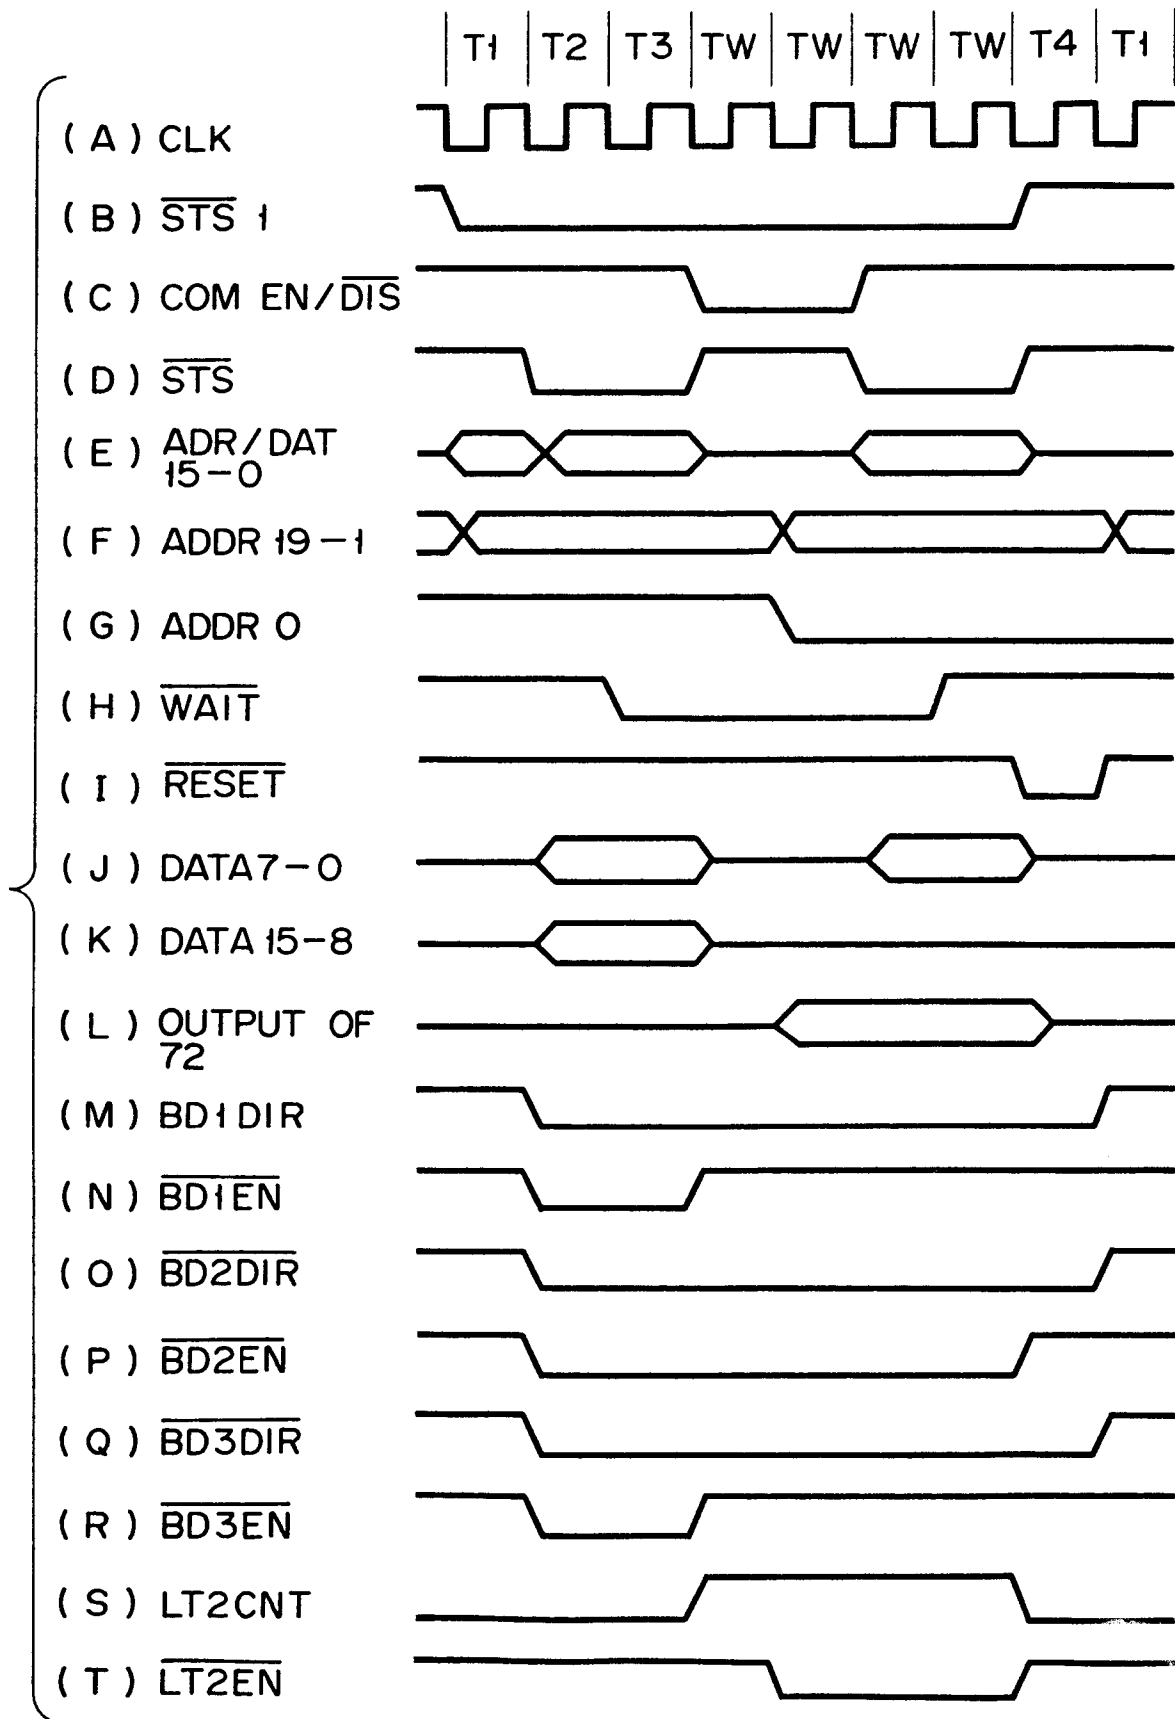 T1 T2 T3 TW TW TW TW T4 T1
(A) CLK
(B) STS 1
(C) COM EN/DIS
(D) STS
(E) ADR/DAT
15-0
(F) ADDR 19-1
(G) ADDR 0
(H) WAIT
(I) RESET
(J) DATA7-0
(K) DATA15-8
(L) OUTPUT OF
72
(M) BD1DIR
(N) BD1EN
(O) BD2DIR
(P) BD2EN
(Q) BD3DIR
(R) BD3EN
(S) LT2CNT
(T) LT2EN